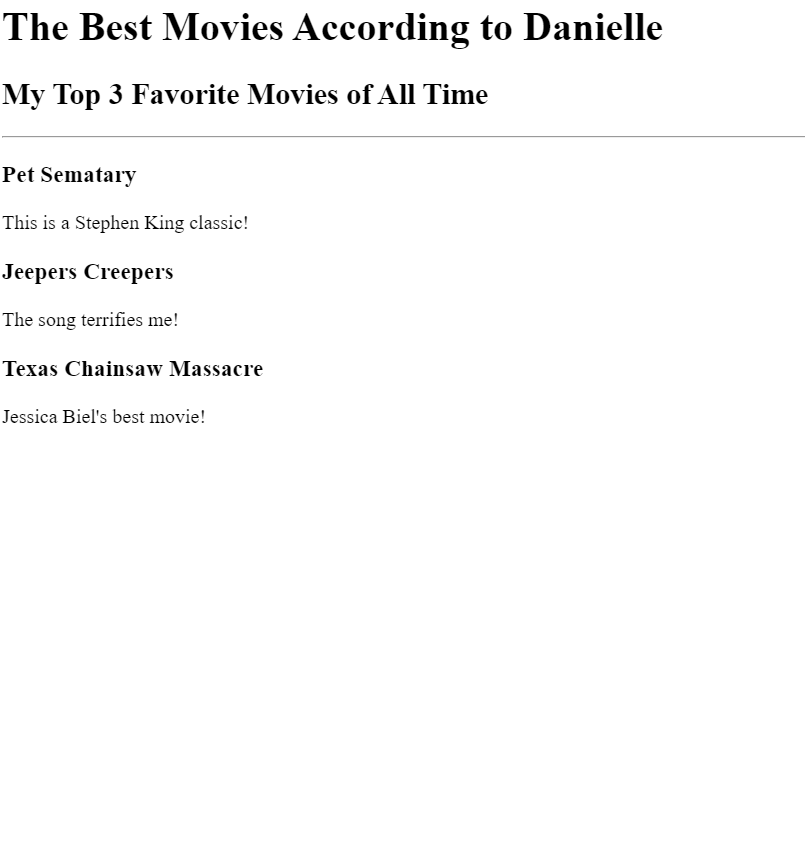 The Best Movies According to Danielle
My Top 3 Favorite Movies of All Time
Pet Sematary
This is a Stephen King classic!
Jeepers Creepers
The song terrifies me!
Texas Chainsaw Massacre
Jessica Biel's best movie!